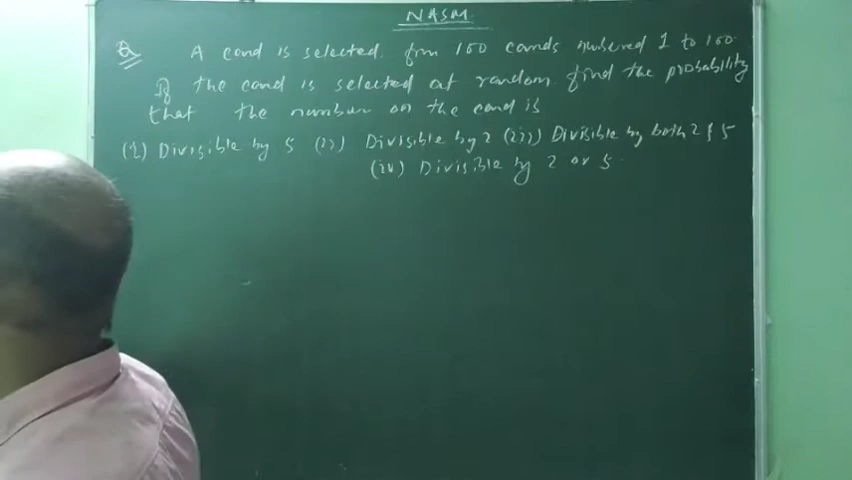 NASM
Q A card is selected from 100 cards numbered 1 to 100.
If the card is selected at random find the probability
that the number on the card is
(i) Divisible by 5 (ii) Divisible by 2 (iii) Divisible by both 2 & 5
(iv) Divisible by 2 or 5.